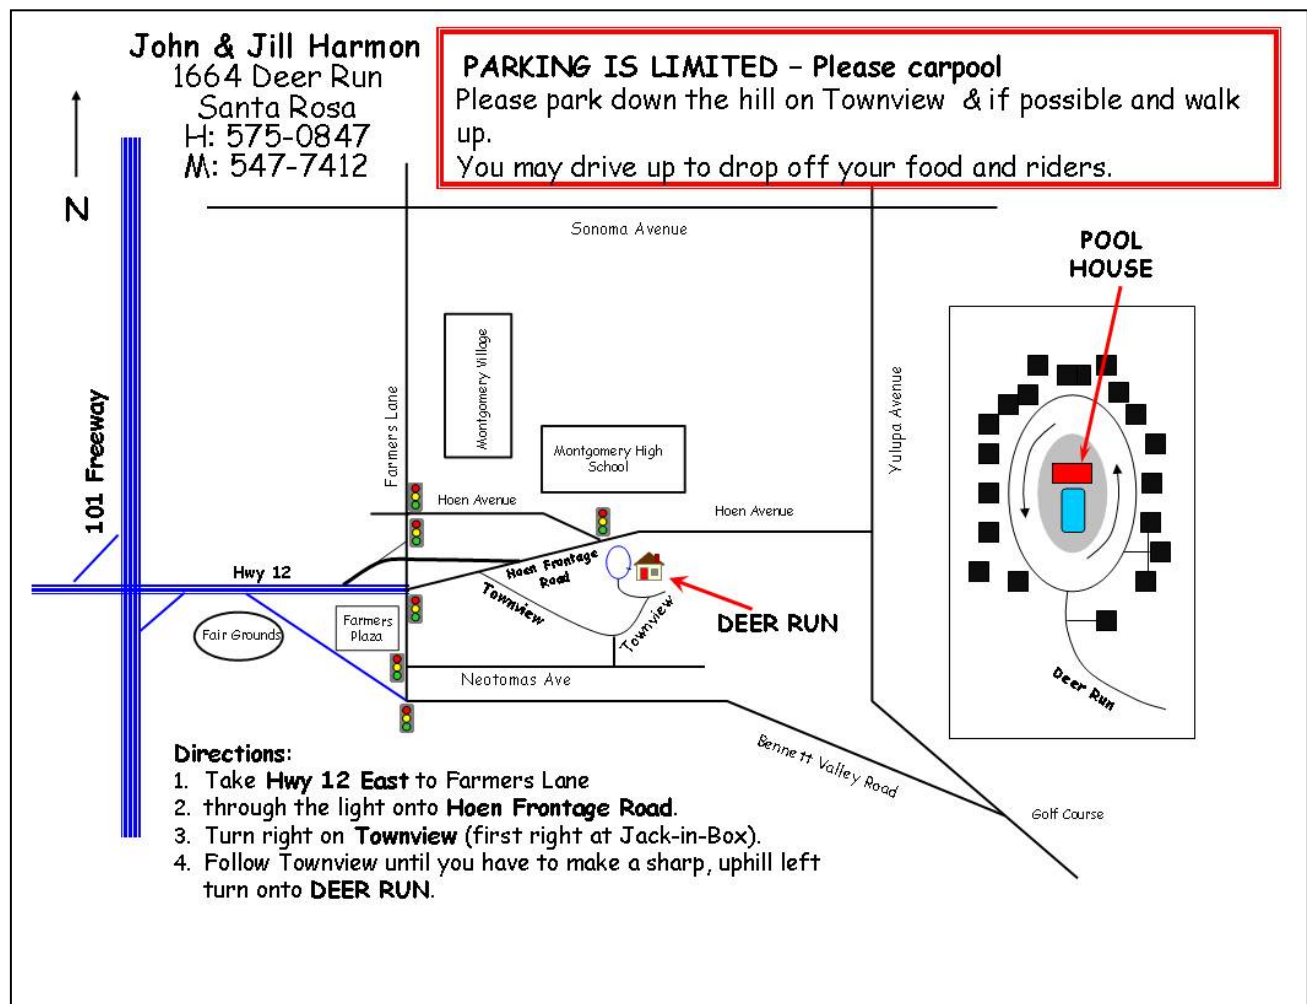 John & Jill Harmon
1664 Deer Run
Santa Rosa
H: 575-0847
M: 547-7412
PARKING IS LIMITED – Please carpool
Please park down the hill on Townview & if possible and walk
up.
You may drive up to drop off your food and riders.
N
Sonoma Avenue
POOL
HOUSE
101 Freeway
Farmers Lane
Montgomery Village
Montgomery High
School
Yulupa Avenue
Hoen Avenue
Hoen Avenue
Hwy 12
Hoen Frontage
Road
Townview
Townview
DEER RUN
Fair Grounds
Farmers
Plaza
Neotomas Ave
Deer Run
Bennett Valley Road
Golf Course
Directions:
1. Take Hwy 12 East to Farmers Lane
2. through the light onto Hoen Frontage Road.
3. Turn right on Townview (first right at Jack-in-Box).
4. Follow Townview until you have to make a sharp, uphill left
turn onto DEER RUN.